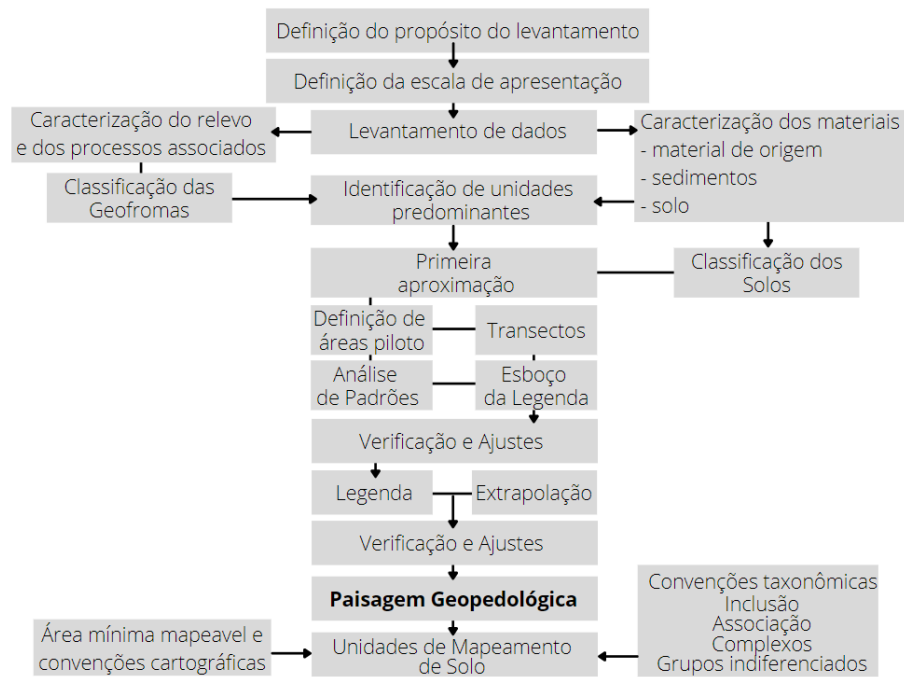 Definição do propósito do levantamento
Definição da escala de apresentação
Caracterização do relevo
e dos processos associados
Levantamento de dados
Caracterização dos materiais
- material de origem
- sedimentos
- solo
Classificação das
Geofromas
Identificação de unidades
predominantes
Primeira
aproximação
Classificação dos
Solos
Definição de
áreas piloto
Transectos
Análise
de Padrões
Esboço
da Legenda
Verificação e Ajustes
Legenda
Extrapolação
Verificação e Ajustes
Paisagem Geopedológica
Convenções taxonômicas
Inclusão
Associação
Complexos
Grupos indiferenciados
Área mínima mapeavel e
convenções cartográficas
Unidades de Mapeamento
de Solo